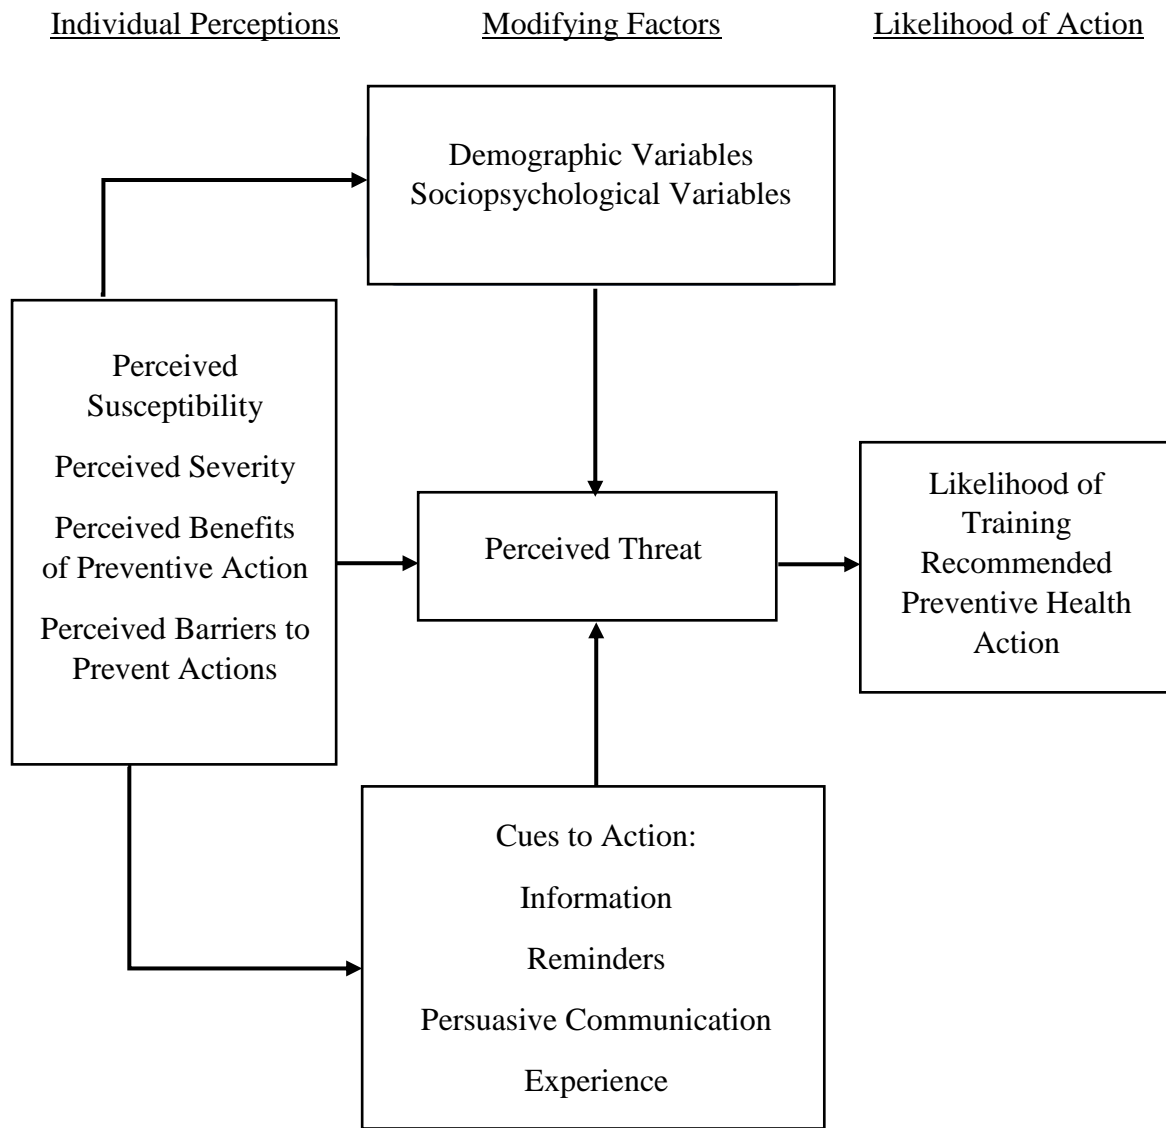 Individual Perceptions
Modifying Factors
Likelihood of Action
Demographic Variables
Sociopsychological Variables
Perceived
Susceptibility
Perceived Severity
Perceived Benefits
of Preventive Action
Perceived Barriers to
Prevent Actions
Perceived Threat
Likelihood of
Training
Recommended
Preventive Health
Action
Cues to Action:
Information
Reminders
Persuasive Communication
Experience